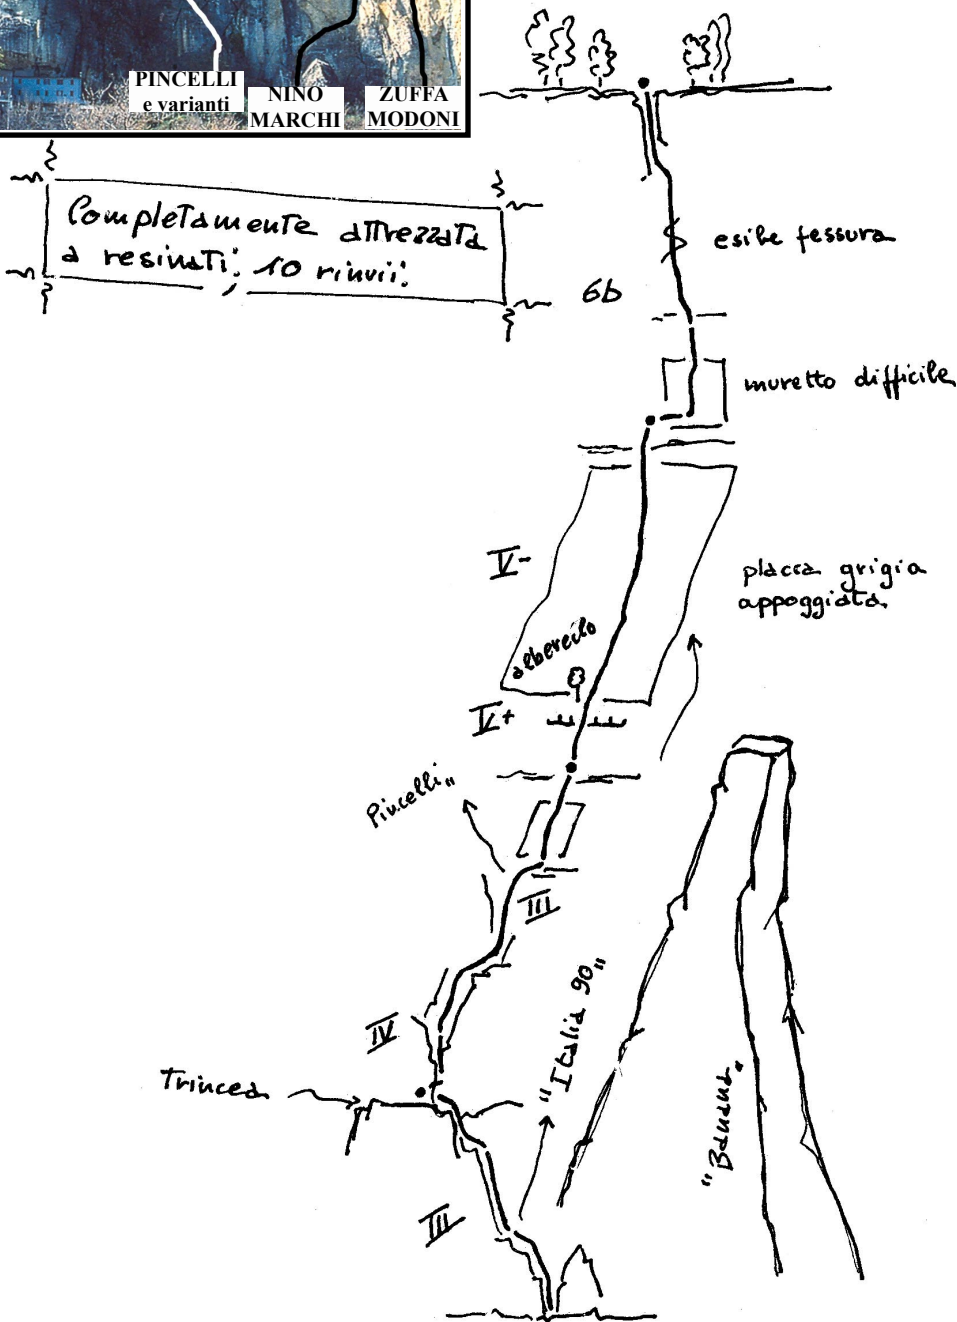 PINCELLI
e varianti
NINO
MARCHI
ZUFFA
MODONI
Completamente attrezzata
a resinati; 10 rinvii.
esile fessura
6b
muretto difficile
V-
placca grigia
appoggiata
alberello
V+
"Pincelli"
III
"Italia 90"
IV
Trincea
"Banana"
III